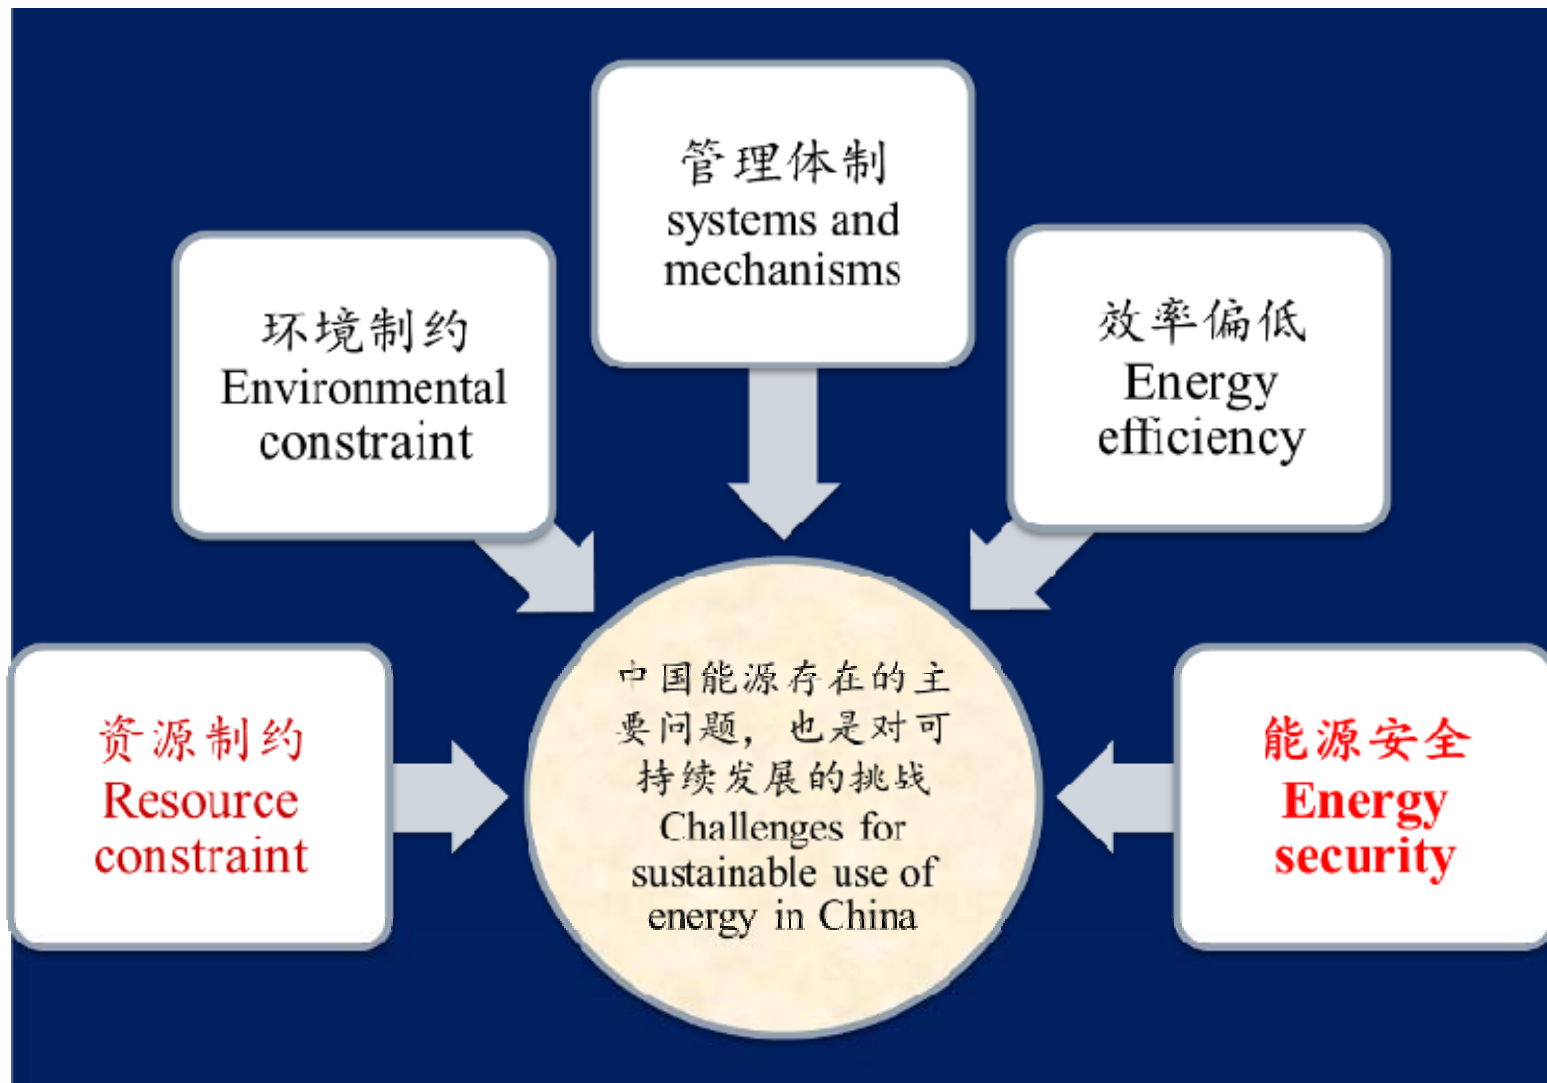 管理体制
systems and
mechanisms
环境制约
Environmental
constraint
效率偏低
Energy
efficiency
资源制约
Resource
constraint
中国能源存在的主
要问题，也是对可
持续发展的挑战
Challenges for
sustainable use of
energy in China
能源安全
Energy
security